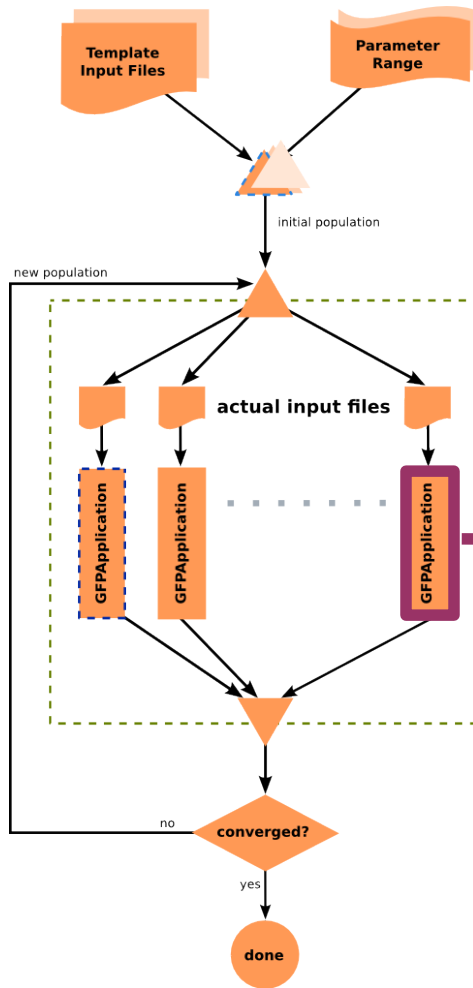 Template
Input Files
Parameter
Range
initial population
new population
actual input files
GFPApplication
GFPApplication
GFPApplication
converged?
no
yes
done